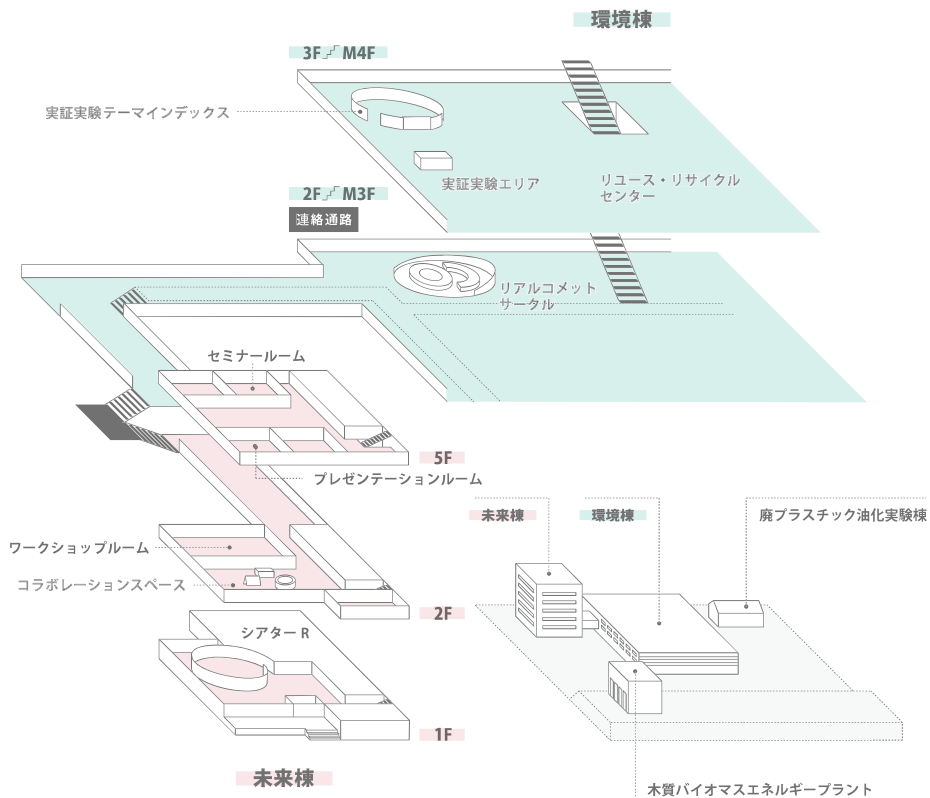 環境棟
3F M4F
実証実験テーマインデックス
実証実験エリア
リユース・リサイクル
センター
2F M3F
連絡通路
リアルコメット
サークル
セミナールーム
5F
プレゼンテーションルーム
未来棟
環境棟
廃プラスチック油化実験棟
ワークショップルーム
コラボレーションスペース
2F
シアターR
1F
未来棟
木質バイオマスエネルギープラント